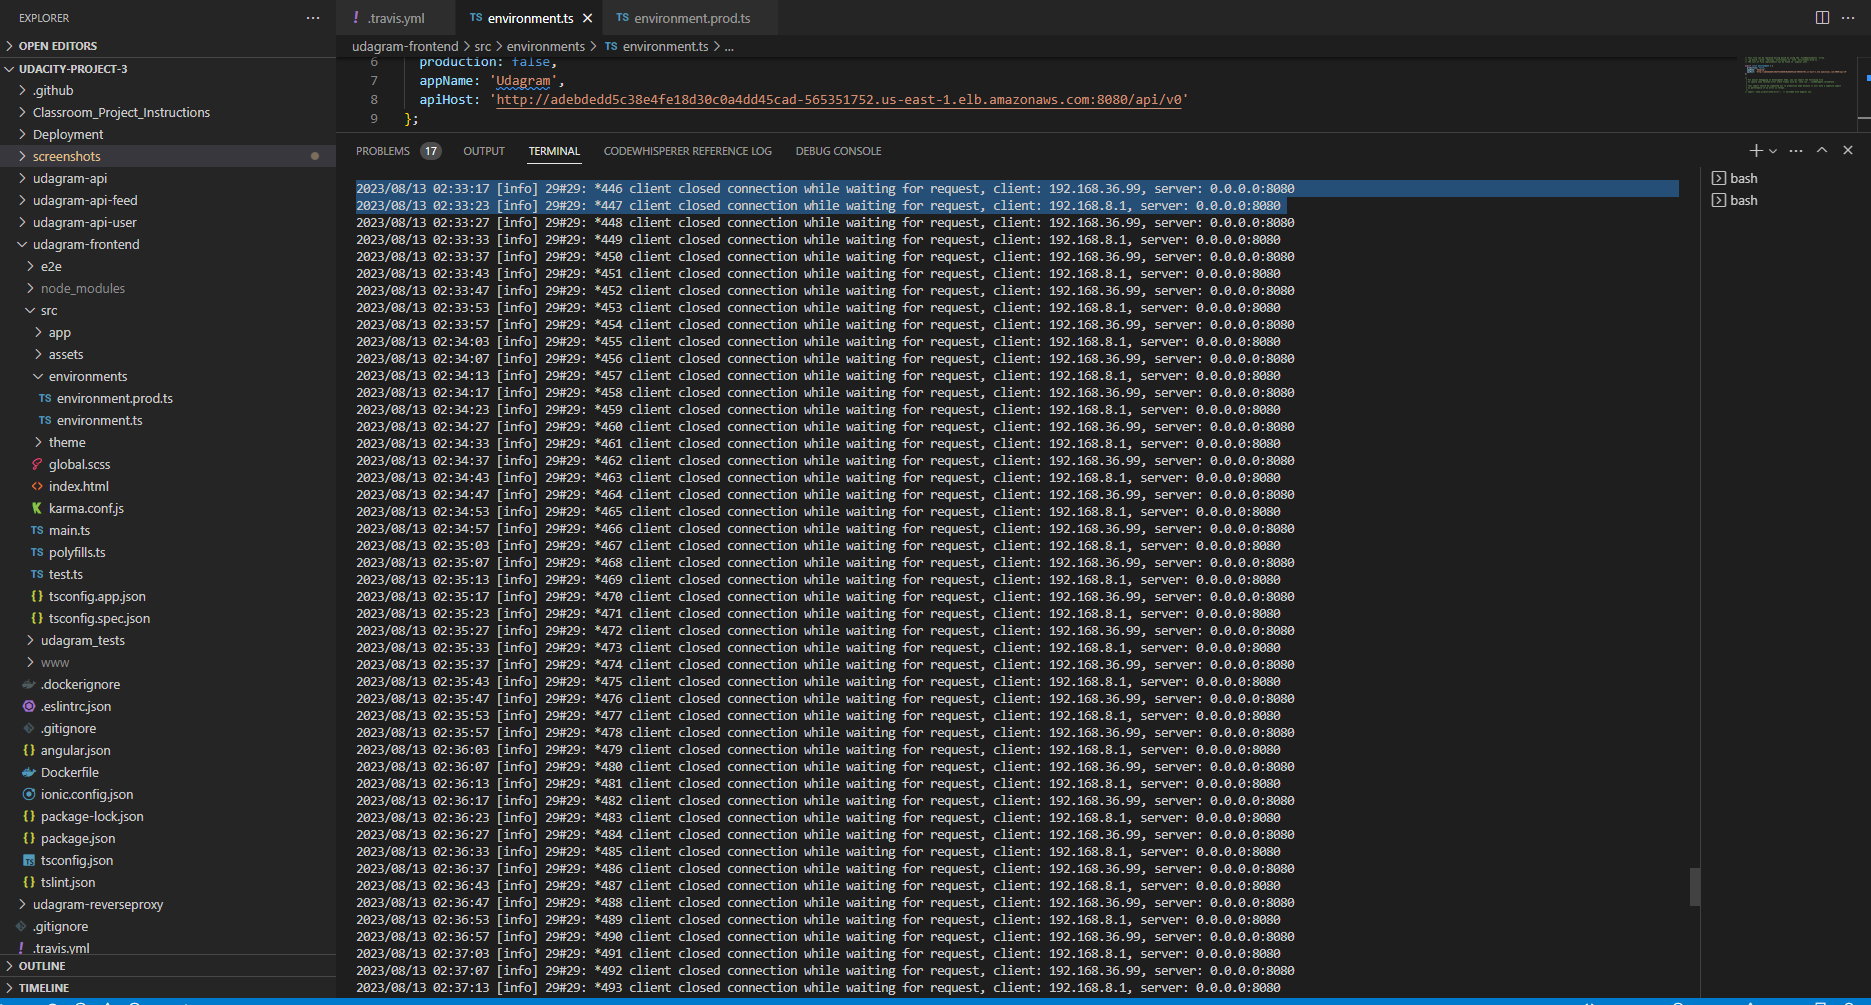 EXPLORER
OPEN EDITORS
UDACITY-PROJECT-3
.github
Classroom_Project_Instructions
Deployment
screenshots
udagram-api
udagram-api-feed
udagram-api-user
udagram-frontend
e2e
node_modules
src
app
assets
environments
TS environment.prod.ts
TS environment.ts
theme
global.scss
index.html
karma.conf.js
TS main.ts
TS polyfills.ts
TS test.ts
tsconfig.app.json
tsconfig.spec.json
udagram_tests
www
.dockerignore
.eslintrc.json
.gitignore
angular.json
Dockerfile
ionic.config.json
package-lock.json
package.json
tsconfig.json
tslint.json
udagram-reverseproxy
.gitignore
.travis.yml
OUTLINE
TIMELINE
! .travis.yml TS environment.ts TS environment.prod.ts
udagram-frontend > src > environments > TS environment.ts > ...
6 production: false,
7 appName: 'Udagram',
8 apiHost: 'http://adebdedd5c38e4fe18d30c0a4dd45cad-565351752.us-east-1.elb.amazonaws.com:8080/api/v0'
9 };
PROBLEMS 17 OUTPUT TERMINAL CODEWHISPERER REFERENCE LOG DEBUG CONSOLE
2023/08/13 02:33:17 [info] 29#29: *446 client closed connection while waiting for request, client: 192.168.36.99, server: 0.0.0.0:8080
2023/08/13 02:33:23 [info] 29#29: *447 client closed connection while waiting for request, client: 192.168.8.1, server: 0.0.0.0:8080
2023/08/13 02:33:27 [info] 29#29: *448 client closed connection while waiting for request, client: 192.168.36.99, server: 0.0.0.0:8080
2023/08/13 02:33:33 [info] 29#29: *449 client closed connection while waiting for request, client: 192.168.8.1, server: 0.0.0.0:8080
2023/08/13 02:33:37 [info] 29#29: *450 client closed connection while waiting for request, client: 192.168.36.99, server: 0.0.0.0:8080
2023/08/13 02:33:43 [info] 29#29: *451 client closed connection while waiting for request, client: 192.168.8.1, server: 0.0.0.0:8080
2023/08/13 02:33:47 [info] 29#29: *452 client closed connection while waiting for request, client: 192.168.36.99, server: 0.0.0.0:8080
2023/08/13 02:33:53 [info] 29#29: *453 client closed connection while waiting for request, client: 192.168.8.1, server: 0.0.0.0:8080
2023/08/13 02:33:57 [info] 29#29: *454 client closed connection while waiting for request, client: 192.168.36.99, server: 0.0.0.0:8080
2023/08/13 02:34:03 [info] 29#29: *455 client closed connection while waiting for request, client: 192.168.8.1, server: 0.0.0.0:8080
2023/08/13 02:34:07 [info] 29#29: *456 client closed connection while waiting for request, client: 192.168.36.99, server: 0.0.0.0:8080
2023/08/13 02:34:13 [info] 29#29: *457 client closed connection while waiting for request, client: 192.168.8.1, server: 0.0.0.0:8080
2023/08/13 02:34:17 [info] 29#29: *458 client closed connection while waiting for request, client: 192.168.36.99, server: 0.0.0.0:8080
2023/08/13 02:34:23 [info] 29#29: *459 client closed connection while waiting for request, client: 192.168.8.1, server: 0.0.0.0:8080
2023/08/13 02:34:27 [info] 29#29: *460 client closed connection while waiting for request, client: 192.168.36.99, server: 0.0.0.0:8080
2023/08/13 02:34:33 [info] 29#29: *461 client closed connection while waiting for request, client: 192.168.8.1, server: 0.0.0.0:8080
2023/08/13 02:34:37 [info] 29#29: *462 client closed connection while waiting for request, client: 192.168.36.99, server: 0.0.0.0:8080
2023/08/13 02:34:43 [info] 29#29: *463 client closed connection while waiting for request, client: 192.168.8.1, server: 0.0.0.0:8080
2023/08/13 02:34:47 [info] 29#29: *464 client closed connection while waiting for request, client: 192.168.36.99, server: 0.0.0.0:8080
2023/08/13 02:34:53 [info] 29#29: *465 client closed connection while waiting for request, client: 192.168.8.1, server: 0.0.0.0:8080
2023/08/13 02:34:57 [info] 29#29: *466 client closed connection while waiting for request, client: 192.168.36.99, server: 0.0.0.0:8080
2023/08/13 02:35:03 [info] 29#29: *467 client closed connection while waiting for request, client: 192.168.8.1, server: 0.0.0.0:8080
2023/08/13 02:35:07 [info] 29#29: *468 client closed connection while waiting for request, client: 192.168.36.99, server: 0.0.0.0:8080
2023/08/13 02:35:13 [info] 29#29: *469 client closed connection while waiting for request, client: 192.168.8.1, server: 0.0.0.0:8080
2023/08/13 02:35:17 [info] 29#29: *470 client closed connection while waiting for request, client: 192.168.36.99, server: 0.0.0.0:8080
2023/08/13 02:35:23 [info] 29#29: *471 client closed connection while waiting for request, client: 192.168.8.1, server: 0.0.0.0:8080
2023/08/13 02:35:27 [info] 29#29: *472 client closed connection while waiting for request, client: 192.168.36.99, server: 0.0.0.0:8080
2023/08/13 02:35:33 [info] 29#29: *473 client closed connection while waiting for request, client: 192.168.8.1, server: 0.0.0.0:8080
2023/08/13 02:35:37 [info] 29#29: *474 client closed connection while waiting for request, client: 192.168.36.99, server: 0.0.0.0:8080
2023/08/13 02:35:43 [info] 29#29: *475 client closed connection while waiting for request, client: 192.168.8.1, server: 0.0.0.0:8080
2023/08/13 02:35:47 [info] 29#29: *476 client closed connection while waiting for request, client: 192.168.36.99, server: 0.0.0.0:8080
2023/08/13 02:35:53 [info] 29#29: *477 client closed connection while waiting for request, client: 192.168.8.1, server: 0.0.0.0:8080
2023/08/13 02:35:57 [info] 29#29: *478 client closed connection while waiting for request, client: 192.168.36.99, server: 0.0.0.0:8080
2023/08/13 02:36:03 [info] 29#29: *479 client closed connection while waiting for request, client: 192.168.8.1, server: 0.0.0.0:8080
2023/08/13 02:36:07 [info] 29#29: *480 client closed connection while waiting for request, client: 192.168.36.99, server: 0.0.0.0:8080
2023/08/13 02:36:13 [info] 29#29: *481 client closed connection while waiting for request, client: 192.168.8.1, server: 0.0.0.0:8080
2023/08/13 02:36:17 [info] 29#29: *482 client closed connection while waiting for request, client: 192.168.36.99, server: 0.0.0.0:8080
2023/08/13 02:36:23 [info] 29#29: *483 client closed connection while waiting for request, client: 192.168.8.1, server: 0.0.0.0:8080
2023/08/13 02:36:27 [info] 29#29: *484 client closed connection while waiting for request, client: 192.168.36.99, server: 0.0.0.0:8080
2023/08/13 02:36:33 [info] 29#29: *485 client closed connection while waiting for request, client: 192.168.8.1, server: 0.0.0.0:8080
2023/08/13 02:36:37 [info] 29#29: *486 client closed connection while waiting for request, client: 192.168.36.99, server: 0.0.0.0:8080
2023/08/13 02:36:43 [info] 29#29: *487 client closed connection while waiting for request, client: 192.168.8.1, server: 0.0.0.0:8080
2023/08/13 02:36:47 [info] 29#29: *488 client closed connection while waiting for request, client: 192.168.36.99, server: 0.0.0.0:8080
2023/08/13 02:36:53 [info] 29#29: *489 client closed connection while waiting for request, client: 192.168.8.1, server: 0.0.0.0:8080
2023/08/13 02:36:57 [info] 29#29: *490 client closed connection while waiting for request, client: 192.168.36.99, server: 0.0.0.0:8080
2023/08/13 02:37:03 [info] 29#29: *491 client closed connection while waiting for request, client: 192.168.8.1, server: 0.0.0.0:8080
2023/08/13 02:37:07 [info] 29#29: *492 client closed connection while waiting for request, client: 192.168.36.99, server: 0.0.0.0:8080
2023/08/13 02:37:13 [info] 29#29: *493 client closed connection while waiting for request, client: 192.168.8.1, server: 0.0.0.0:8080
bash
bash